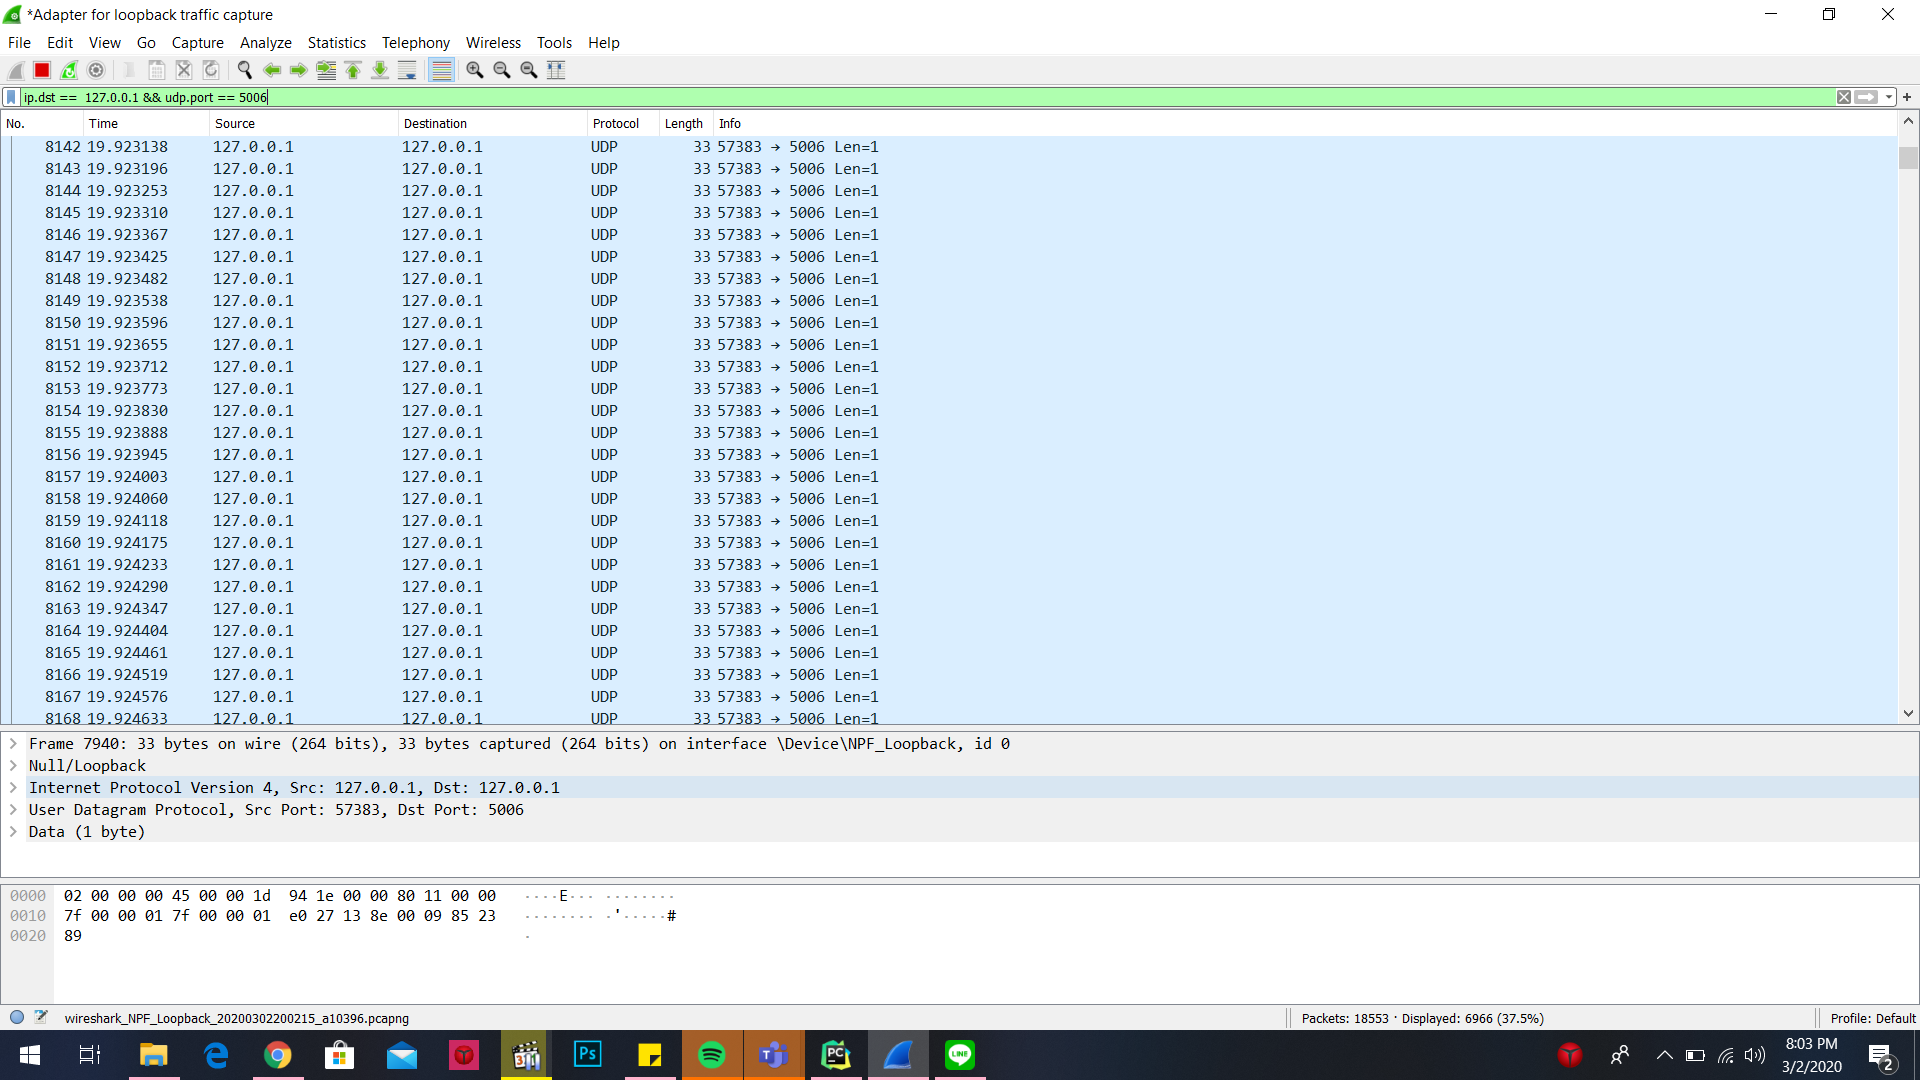 *Adapter for loopback traffic capture
File Edit View Go Capture Analyze Statistics Telephony Wireless Tools Help
ip.dst ==  127.0.0.1 && udp.port == 5006
No. Time Source Destination Protocol Length Info
8142 19.923138 127.0.0.1 127.0.0.1 UDP 33 57383 → 5006 Len=1
8143 19.923196 127.0.0.1 127.0.0.1 UDP 33 57383 → 5006 Len=1
8144 19.923253 127.0.0.1 127.0.0.1 UDP 33 57383 → 5006 Len=1
8145 19.923310 127.0.0.1 127.0.0.1 UDP 33 57383 → 5006 Len=1
8146 19.923367 127.0.0.1 127.0.0.1 UDP 33 57383 → 5006 Len=1
8147 19.923425 127.0.0.1 127.0.0.1 UDP 33 57383 → 5006 Len=1
8148 19.923482 127.0.0.1 127.0.0.1 UDP 33 57383 → 5006 Len=1
8149 19.923538 127.0.0.1 127.0.0.1 UDP 33 57383 → 5006 Len=1
8150 19.923596 127.0.0.1 127.0.0.1 UDP 33 57383 → 5006 Len=1
8151 19.923655 127.0.0.1 127.0.0.1 UDP 33 57383 → 5006 Len=1
8152 19.923712 127.0.0.1 127.0.0.1 UDP 33 57383 → 5006 Len=1
8153 19.923773 127.0.0.1 127.0.0.1 UDP 33 57383 → 5006 Len=1
8154 19.923830 127.0.0.1 127.0.0.1 UDP 33 57383 → 5006 Len=1
8155 19.923888 127.0.0.1 127.0.0.1 UDP 33 57383 → 5006 Len=1
8156 19.923945 127.0.0.1 127.0.0.1 UDP 33 57383 → 5006 Len=1
8157 19.924003 127.0.0.1 127.0.0.1 UDP 33 57383 → 5006 Len=1
8158 19.924060 127.0.0.1 127.0.0.1 UDP 33 57383 → 5006 Len=1
8159 19.924118 127.0.0.1 127.0.0.1 UDP 33 57383 → 5006 Len=1
8160 19.924175 127.0.0.1 127.0.0.1 UDP 33 57383 → 5006 Len=1
8161 19.924233 127.0.0.1 127.0.0.1 UDP 33 57383 → 5006 Len=1
8162 19.924290 127.0.0.1 127.0.0.1 UDP 33 57383 → 5006 Len=1
8163 19.924347 127.0.0.1 127.0.0.1 UDP 33 57383 → 5006 Len=1
8164 19.924404 127.0.0.1 127.0.0.1 UDP 33 57383 → 5006 Len=1
8165 19.924461 127.0.0.1 127.0.0.1 UDP 33 57383 → 5006 Len=1
8166 19.924519 127.0.0.1 127.0.0.1 UDP 33 57383 → 5006 Len=1
8167 19.924576 127.0.0.1 127.0.0.1 UDP 33 57383 → 5006 Len=1
8168 19.924633 127.0.0.1 127.0.0.1 UDP 33 57383 → 5006 Len=1
Frame 7940: 33 bytes on wire (264 bits), 33 bytes captured (264 bits) on interface \Device\NPF_Loopback, id 0
Null/Loopback
Internet Protocol Version 4, Src: 127.0.0.1, Dst: 127.0.0.1
User Datagram Protocol, Src Port: 57383, Dst Port: 5006
Data (1 byte)
0000 02 00 00 00 45 00 00 1d 94 1e 00 00 80 11 00 00 ····E··· ········
0010 7f 00 00 01 7f 00 00 01 e0 27 13 8e 00 09 85 23 ········ ·'·····#
0020 89 ·
wireshark_NPF_Loopback_20200302200215_a10396.pcapng
Packets: 18553 · Displayed: 6966 (37.5%)
Profile: Default
Ps
T
PC
LINE
8:03 PM
3/2/2020
2